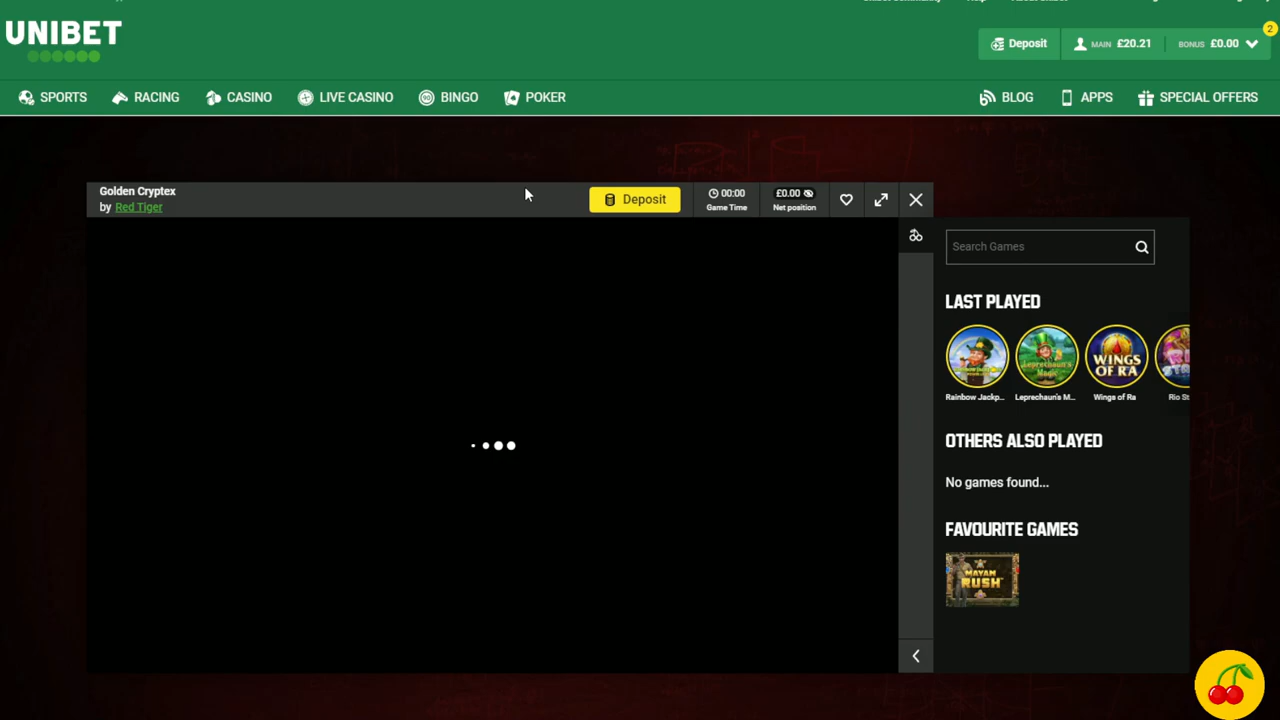 UNIBET
Deposit
MAIN £20.21
BONUS £0.00
2
SPORTS
RACING
CASINO
LIVE CASINO
BINGO
POKER
BLOG
APPS
SPECIAL OFFERS
Golden Cryptex
by Red Tiger
Deposit
00:00
Game Time
£0.00
Net position
Search Games
LAST PLAYED
Rainbow Jackp...
Leprechaun's Magic
Leprechaun's M...
WINGS
OF RA
Wings of Ra
Rio St
OTHERS ALSO PLAYED
No games found...
FAVOURITE GAMES
MAYAN
RUSH